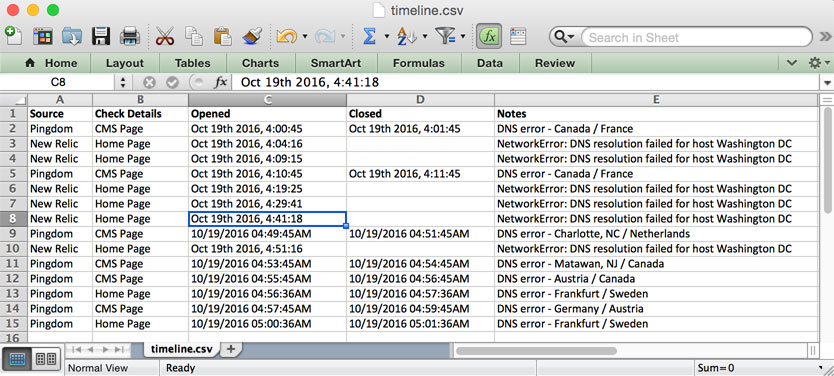 timeline.csv
Search in Sheet
Home Layout Tables Charts SmartArt Formulas Data Review
C8 fx Oct 19th 2016, 4:41:18
A B C D E
1 Source Check Details Opened Closed Notes
2 Pingdom CMS Page Oct 19th 2016, 4:00:45 Oct 19th 2016, 4:01:45 DNS error - Canada / France
3 New Relic Home Page Oct 19th 2016, 4:04:16 NetworkError: DNS resolution failed for host Washington DC
4 New Relic Home Page Oct 19th 2016, 4:09:15 NetworkError: DNS resolution failed for host Washington DC
5 Pingdom CMS Page Oct 19th 2016, 4:10:45 Oct 19th 2016, 4:11:45 DNS error - Canada / France
6 New Relic Home Page Oct 19th 2016, 4:19:25 NetworkError: DNS resolution failed for host Washington DC
7 New Relic Home Page Oct 19th 2016, 4:29:41 NetworkError: DNS resolution failed for host Washington DC
8 New Relic Home Page Oct 19th 2016, 4:41:18 NetworkError: DNS resolution failed for host Washington DC
9 Pingdom CMS Page 10/19/2016 04:49:45AM 10/19/2016 04:51:45AM DNS error - Charlotte, NC / Netherlands
10 New Relic Home Page Oct 19th 2016, 4:51:16 NetworkError: DNS resolution failed for host Washington DC
11 Pingdom CMS Page 10/19/2016 04:53:45AM 10/19/2016 04:54:45AM DNS error - Matawan, NJ / Canada
12 Pingdom CMS Page 10/19/2016 04:55:45AM 10/19/2016 04:56:45AM DNS error - Austria / Canada
13 Pingdom Home Page 10/19/2016 04:56:36AM 10/19/2016 04:57:36AM DNS error - Frankfurt / Sweden
14 Pingdom CMS Page 10/19/2016 04:57:45AM 10/19/2016 04:59:45AM DNS error - Germany / Austria
15 Pingdom Home Page 10/19/2016 05:00:36AM 10/19/2016 05:01:36AM DNS error - Frankfurt / Sweden
16
timeline.csv
Normal View Ready Sum=0